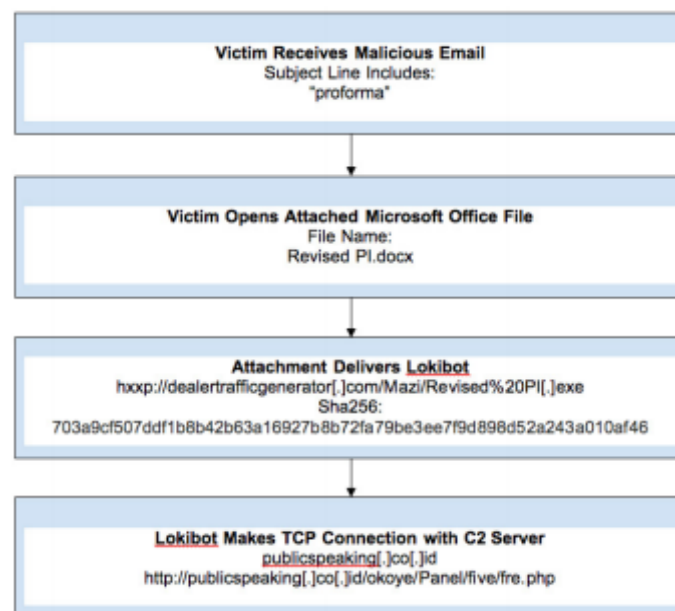 Victim Receives Malicious Email
Subject Line Includes:
"proforma"
Victim Opens Attached Microsoft Office File
File Name:
Revised PI.docx
Attachment Delivers Lokibot
hxxp://dealertrafficgenerator[.]com/Mazi/Revised%20PI[.]exe
Sha256:
703a9cf507ddf1b8b42b63a16927b8b72fa79be3ee7f9d898d52a243a010af46
Lokibot Makes TCP Connection with C2 Server
publicspeaking[.]co[.]id
http://publicspeaking[.]co[.]id/okoye/Panel/five/fre.php